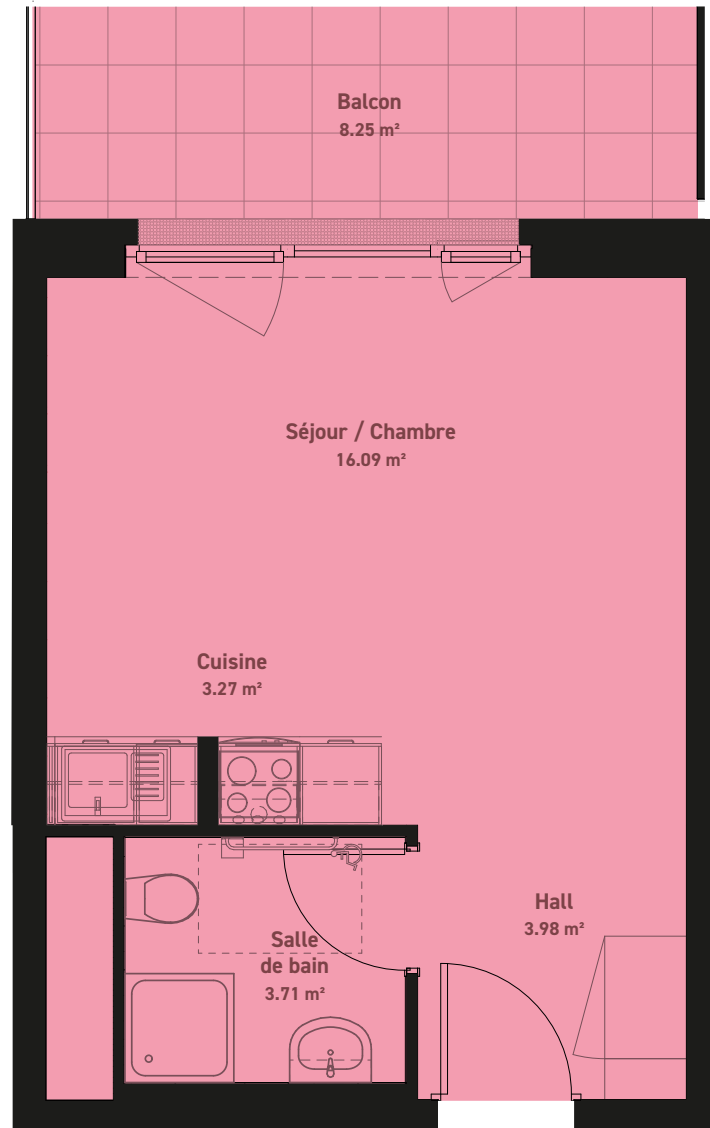 Balcon
8.25 m²
Séjour / Chambre
16.09 m²
Cuisine
3.27 m²
Hall
3.98 m²
Salle
de bain
3.71 m²